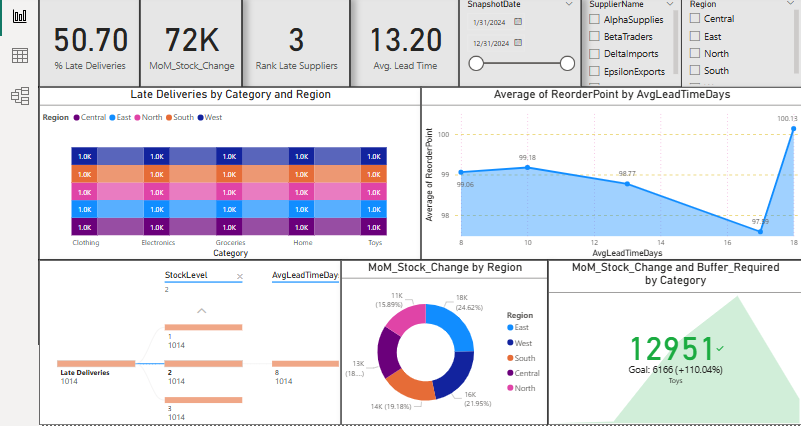 50.70
% Late Deliveries
72K
MoM_Stock_Change
3
Rank Late Suppliers
13.20
Avg. Lead Time
SnapshotDate
1/31/2024
12/31/2024
SupplierName
AlphaSupplies
BetaTraders
DeltaImports
EpsilonExports
Region
Central
East
North
South
Late Deliveries by Category and Region
Region Central East North South West
1.0K 1.0K 1.0K 1.0K 1.0K
1.0K 1.0K 1.0K 1.0K 1.0K
1.0K 1.0K 1.0K 1.0K 1.0K
1.0K 1.0K 1.0K 1.0K 1.0K
1.0K 1.0K 1.0K 1.0K 1.0K
Clothing Electronics Groceries Home Toys
Category
Average of ReorderPoint by AvgLeadTimeDays
Average of ReorderPoint
100
99
98
99.06
99.18
98.77
100.13
8 10 12 14 16 18
AvgLeadTimeDays
StockLevel
2
AvgLeadTimeDay
Late Deliveries
1014
1
1014
2
1014
3
1014
8
1014
MoM_Stock_Change by Region
11K
(15.89%)
18K
(24.62%)
13K
(18....)
14K (19.18%)
16K
(21.95%)
Region
East
West
South
Central
North
MoM_Stock_Change and Buffer_Required
by Category
12951
Goal: 6166 (+110.04%)
Toys